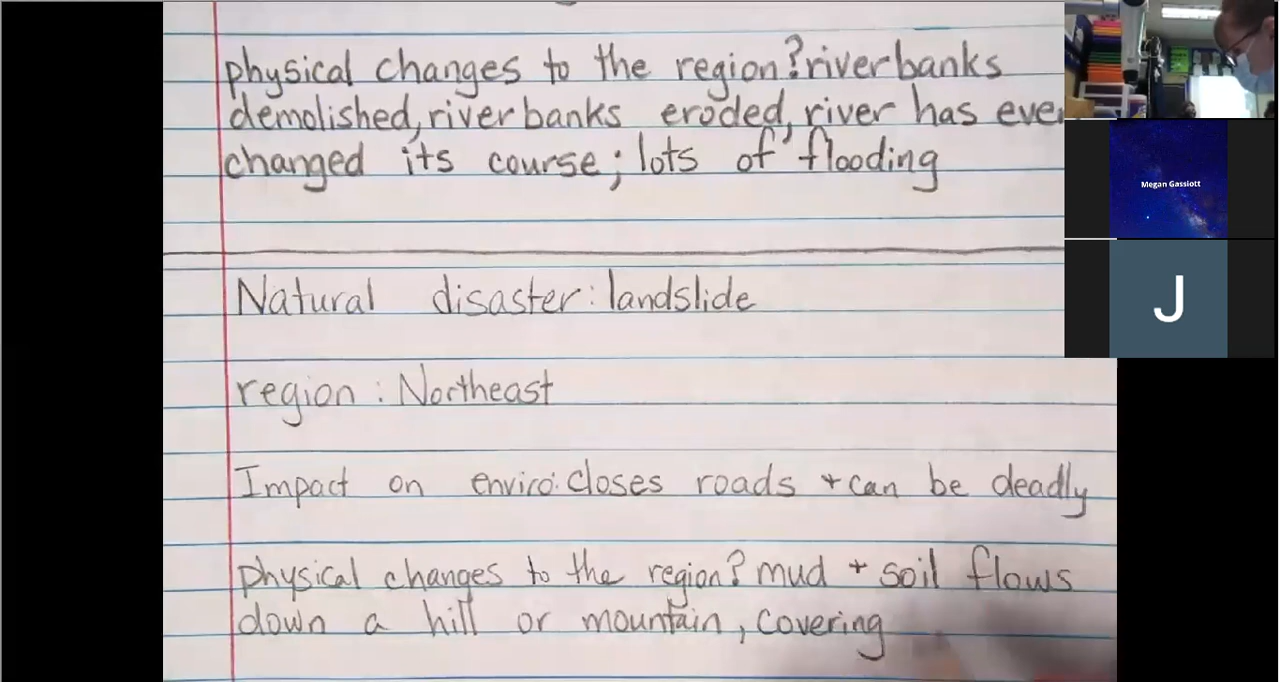 physical changes to the region? riverbanks
demolished, riverbanks eroded, river has even
changed its course; lots of flooding
Natural disaster: landslide
region: Northeast
Impact on enviro: closes roads + can be deadly
physical changes to the region? mud + soil flows
down a hill or mountain, covering
Megan Gassiott
J